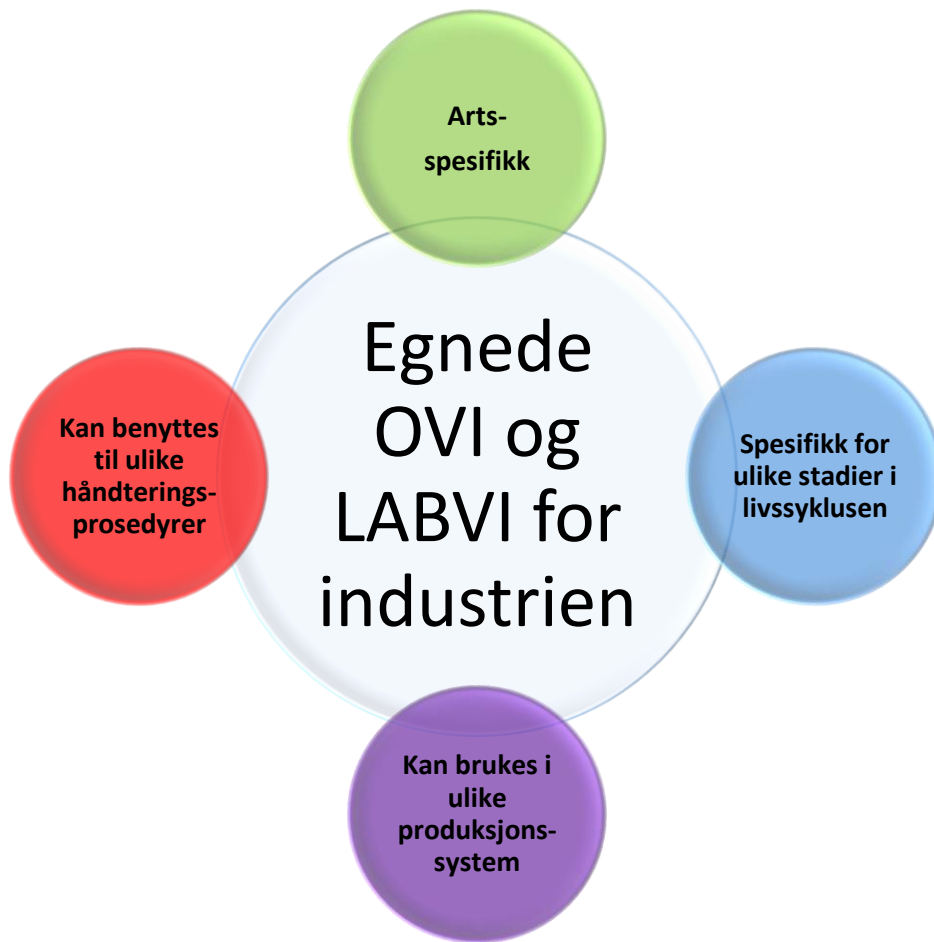 Arts-
spesifikk
Egnede
OVI og
LABVI for
industrien
Kan benyttes
til ulike
håndterings-
prosedyrer
Spesifikk for
ulike stadier i
livssyklusen
Kan brukes i
ulike
produksjons-
system